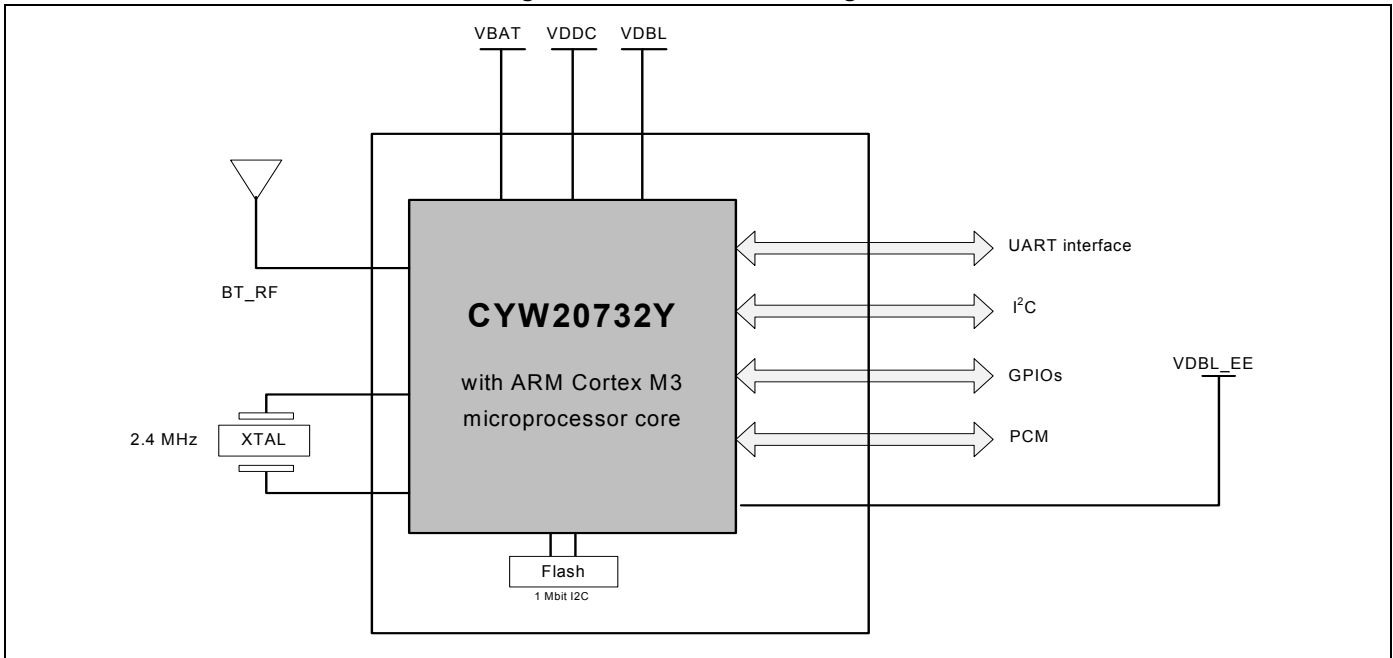 VBAT VDDC VDBL
BT_RF
CYW20732Y
with ARM Cortex M3
microprocessor core
UART interface
I²C
GPIOs
PCM
VDBL_EE
2.4 MHz
XTAL
Flash
1 Mbit I2C